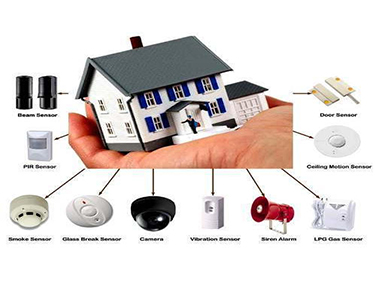 Beam Sensor
Door Sensor
PIR Sensor
Ceiling Motion Sensor
Smoke Sensor
Glass Break Sensor
Camera
Vibration Sensor
Siren Alarm
LPG Gas Sensor